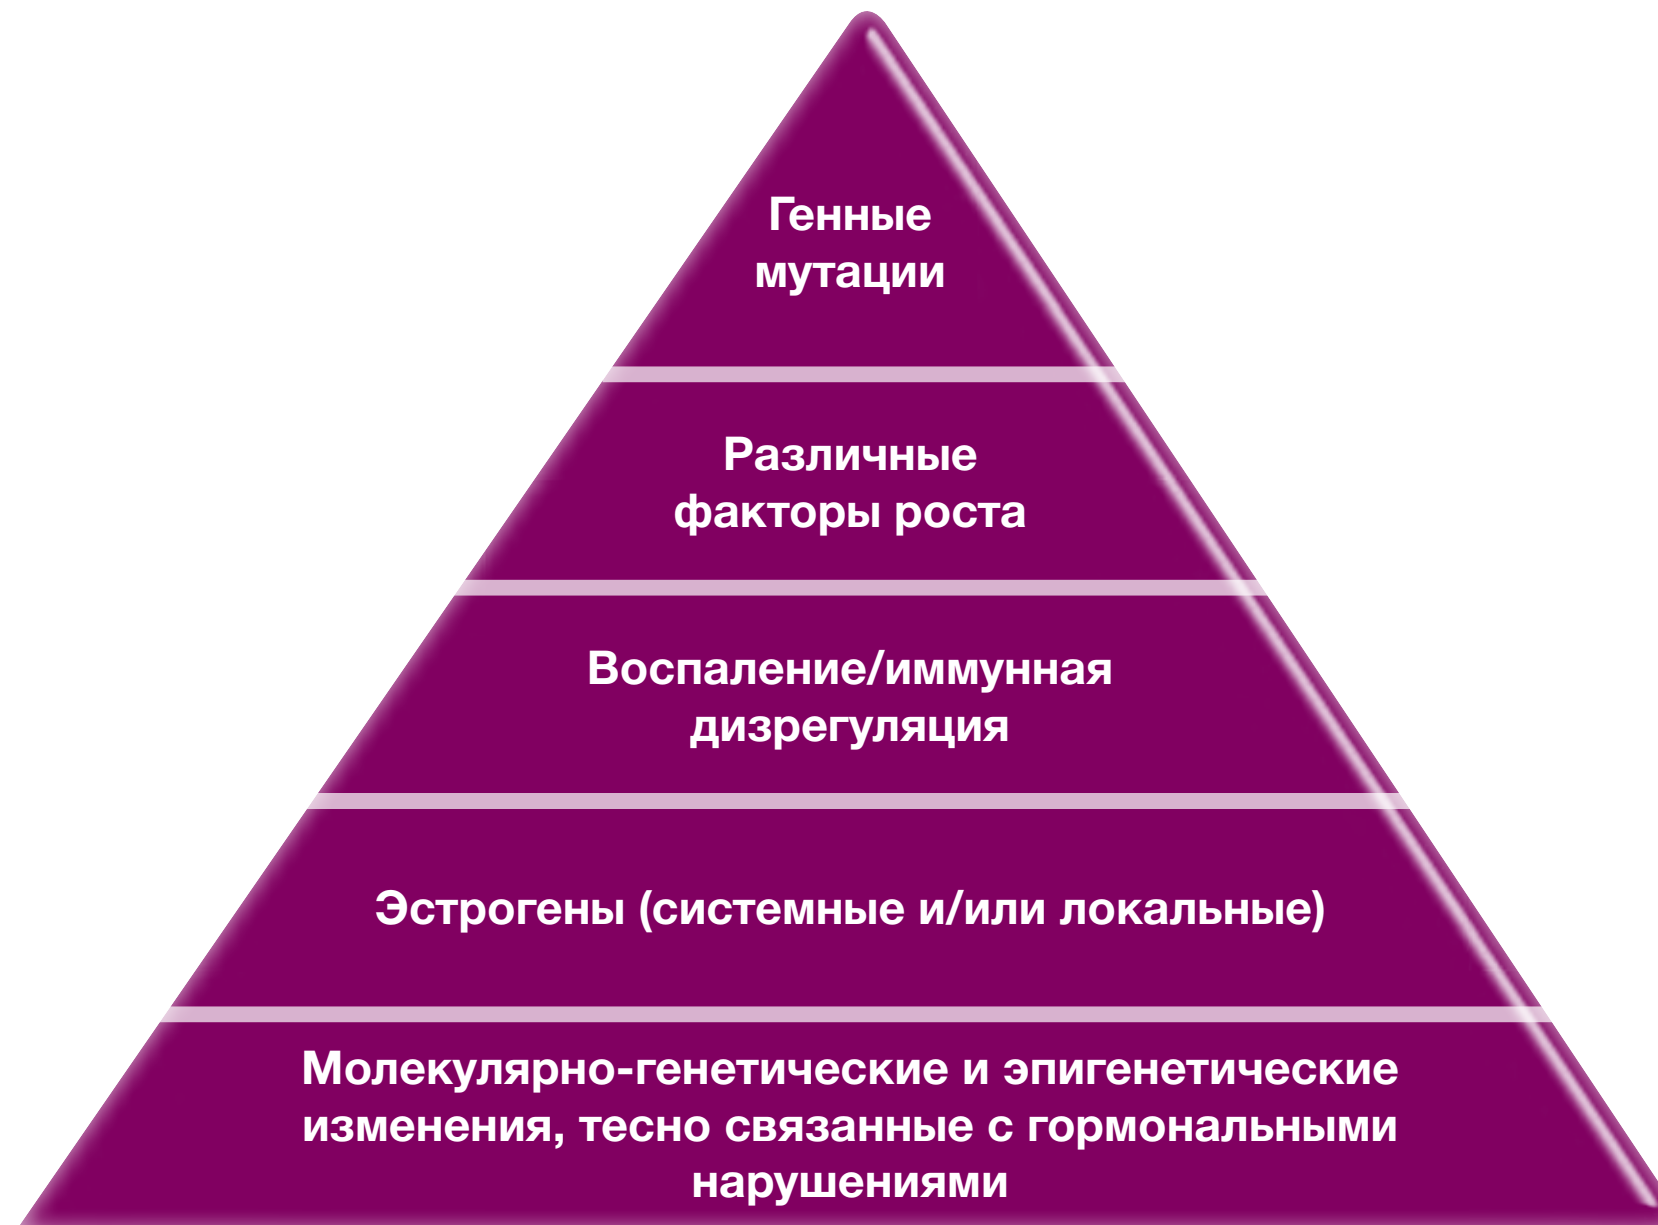 Генные
мутации
Различные
факторы роста
Воспаление/иммунная
дизрегуляция
Эстрогены (системные и/или локальные)
Молекулярно-генетические и эпигенетические
изменения, тесно связанные с гормональными
нарушениями